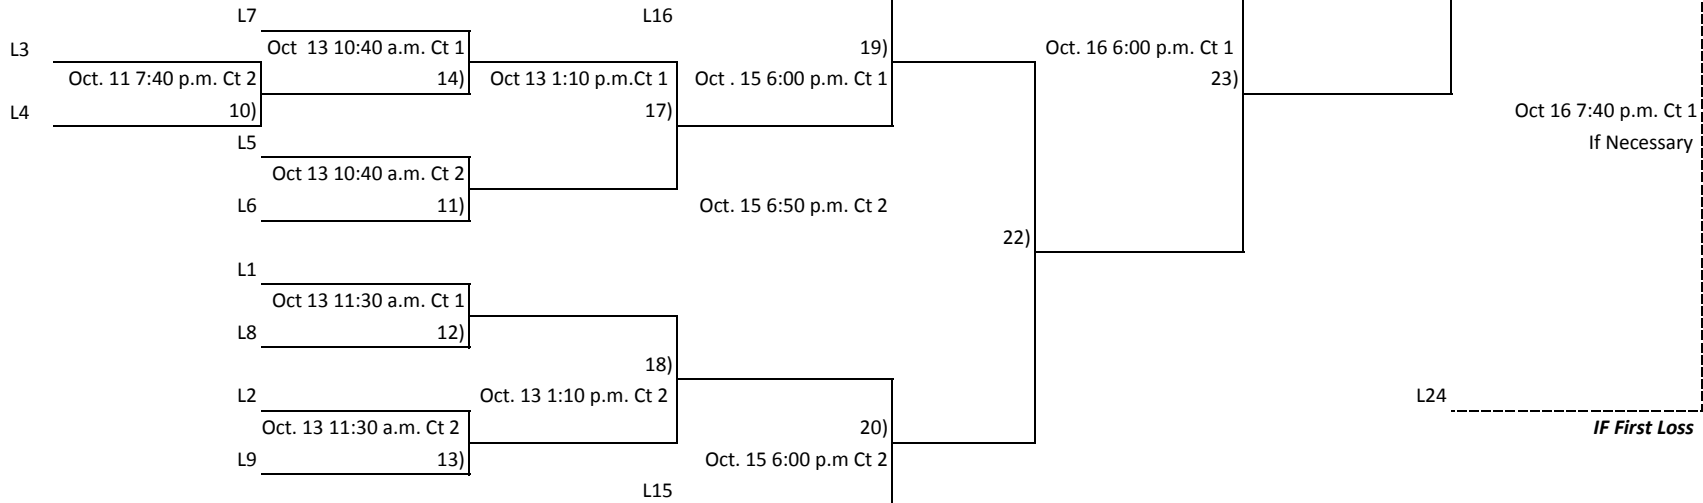 L7
L16
L3
Oct  13 10:40 a.m. Ct 1
19)
Oct. 16 6:00 p.m. Ct 1
Oct. 11 7:40 p.m. Ct 2
14)
Oct 13 1:10 p.m.Ct 1
Oct . 15 6:00 p.m. Ct 1
23)
L4
10)
17)
Oct 16 7:40 p.m. Ct 1
L5
If Necessary
Oct 13 10:40 a.m. Ct 2
L6
11)
Oct. 15 6:50 p.m. Ct 2
22)
L1
Oct 13 11:30 a.m. Ct 1
L8
12)
18)
L2
Oct. 13 1:10 p.m. Ct 2
L24
Oct. 13 11:30 a.m. Ct 2
20)
IF First Loss
L9
13)
Oct. 15 6:00 p.m Ct 2
L15